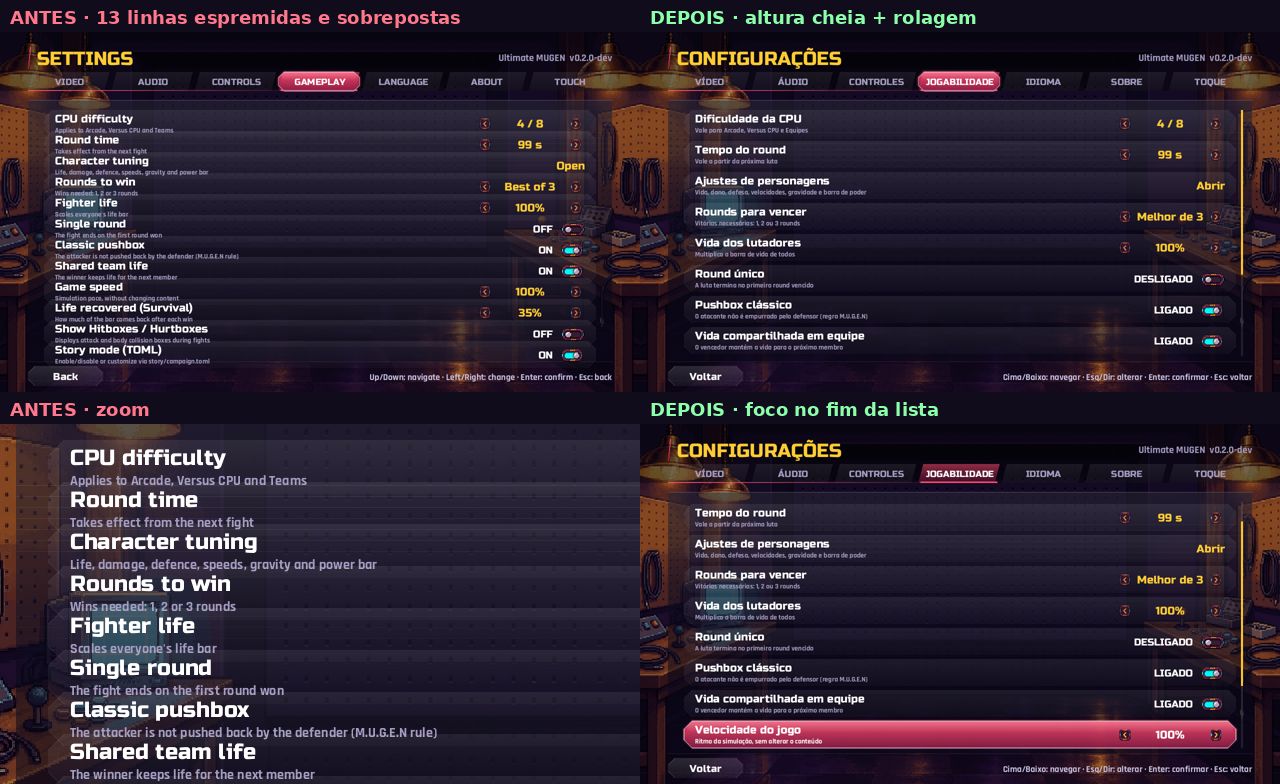 ANTES · 13 linhas espremidas e sobrepostas
SETTINGS
Ultimate MUGEN v0.2.0-dev
VIDEO AUDIO CONTROLS GAMEPLAY LANGUAGE ABOUT TOUCH
CPU difficulty
4 / 8
Applies to Arcade, Versus CPU and Teams
Round time
99 s
Takes effect from the next fight
Character tuning
Open
Life, damage, defence, speeds, gravity and power bar
Rounds to win
Best of 3
Wins needed: 1, 2 or 3 rounds
Fighter life
100%
Scales everyone's life bar
Single round
OFF
The fight ends on the first round won
Classic pushbox
ON
The attacker is not pushed back by the defender (M.U.G.E.N rule)
Shared team life
ON
The winner keeps life for the next member
Game speed
100%
Simulation pace, without changing content
Life recovered (Survival)
35%
How much of the bar comes back after each win
Show Hitboxes / Hurtboxes
OFF
Displays attack and body collision boxes during fights
Story mode (TOML)
ON
Enable/disable or customize via story/campaign.toml
Back
Up/Down: navigate · Left/Right: change · Enter: confirm · Esc: back
DEPOIS · altura cheia + rolagem
CONFIGURAÇÕES
Ultimate MUGEN v0.2.0-dev
VÍDEO ÁUDIO CONTROLES JOGABILIDADE IDIOMA SOBRE TOQUE
Dificuldade da CPU
4 / 8
Vale para Arcade, Versus CPU e Equipes
Tempo do round
99 s
Vale a partir da próxima luta
Ajustes de personagens
Abrir
Vida, dano, defesa, velocidades, gravidade e barra de poder
Rounds para vencer
Melhor de 3
Vitórias necessárias: 1, 2 ou 3 rounds
Vida dos lutadores
100%
Multiplica a barra de vida de todos
Round único
DESLIGADO
A luta termina no primeiro round vencido
Pushbox clássico
LIGADO
O atacante não é empurrado pelo defensor (regra M.U.G.E.N)
Vida compartilhada em equipe
LIGADO
O vencedor mantém a vida para o próximo membro
Voltar
Cima/Baixo: navegar · Esq/Dir: alterar · Enter: confirmar · Esc: voltar
ANTES · zoom
CPU difficulty
Applies to Arcade, Versus CPU and Teams
Round time
Takes effect from the next fight
Character tuning
Life, damage, defence, speeds, gravity and power bar
Rounds to win
Wins needed: 1, 2 or 3 rounds
Fighter life
Scales everyone's life bar
Single round
The fight ends on the first round won
Classic pushbox
The attacker is not pushed back by the defender (M.U.G.E.N rule)
Shared team life
The winner keeps life for the next member
DEPOIS · foco no fim da lista
CONFIGURAÇÕES
Ultimate MUGEN v0.2.0-dev
VÍDEO ÁUDIO CONTROLES JOGABILIDADE IDIOMA SOBRE TOQUE
Tempo do round
99 s
Vale a partir da próxima luta
Ajustes de personagens
Abrir
Vida, dano, defesa, velocidades, gravidade e barra de poder
Rounds para vencer
Melhor de 3
Vitórias necessárias: 1, 2 ou 3 rounds
Vida dos lutadores
100%
Multiplica a barra de vida de todos
Round único
DESLIGADO
A luta termina no primeiro round vencido
Pushbox clássico
LIGADO
O atacante não é empurrado pelo defensor (regra M.U.G.E.N)
Vida compartilhada em equipe
LIGADO
O vencedor mantém a vida para o próximo membro
Velocidade do jogo
100%
Ritmo da simulação, sem alterar o conteúdo
Voltar
Cima/Baixo: navegar · Esq/Dir: alterar · Enter: confirmar · Esc: voltar